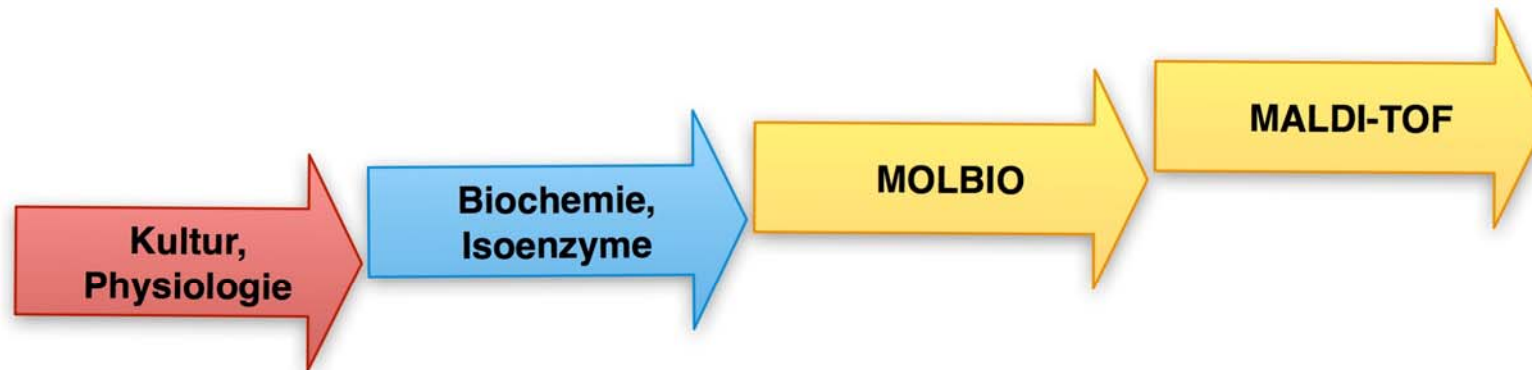 Kultur,
Physiologie
Biochemie,
Isoenzyme
MOLBIO
MALDI-TOF